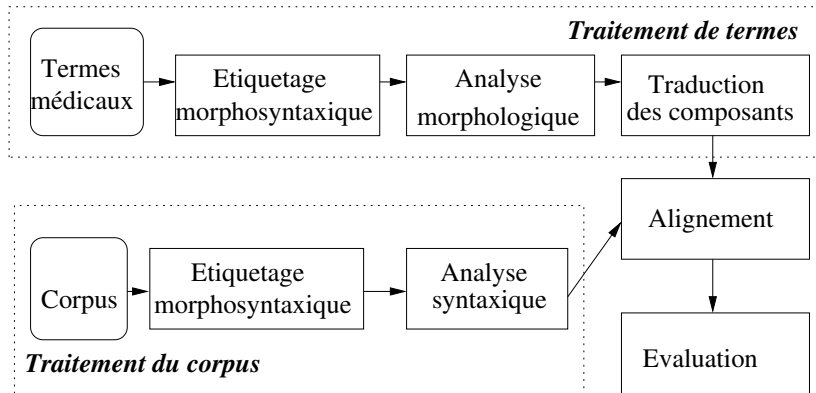 Traitement de termes
Termes
médicaux
Etiquetage
morphosyntaxique
Analyse
morphologique
Traduction
des composants
Alignement
Corpus
Etiquetage
morphosyntaxique
Analyse
syntaxique
Traitement du corpus
Evaluation